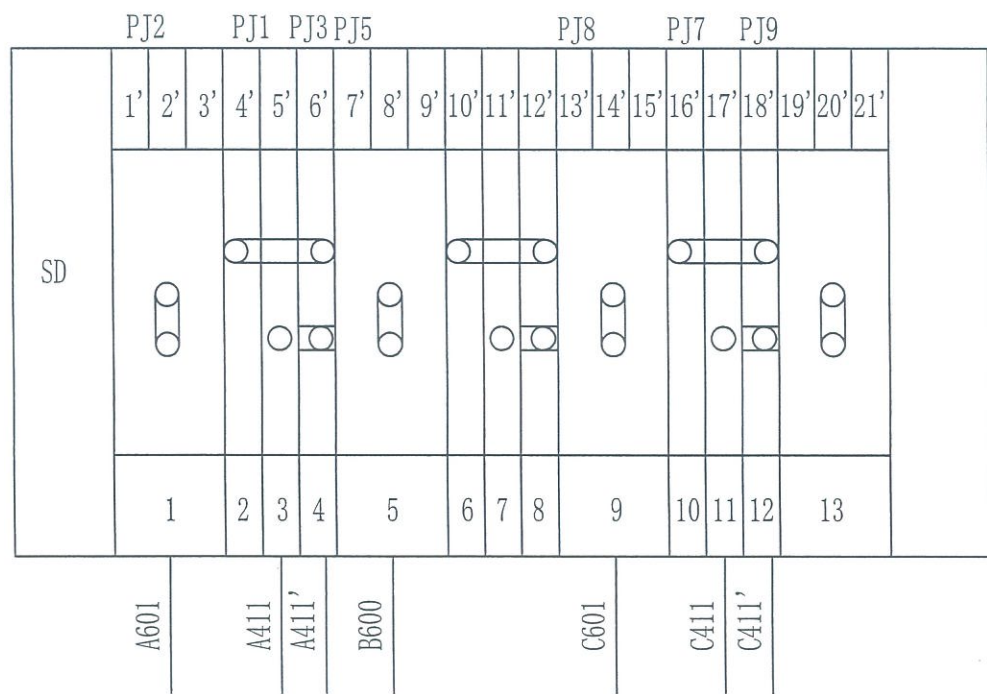 PJ2 PJ1 PJ3 PJ5 PJ8 PJ7 PJ9
1' 2' 3' 4' 5' 6' 7' 8' 9' 10' 11' 12' 13' 14' 15' 16' 17' 18' 19' 20' 21'
SD
1 2 3 4 5 6 7 8 9 10 11 12 13
A601 A411 A411' B600 C601 C411 C411'